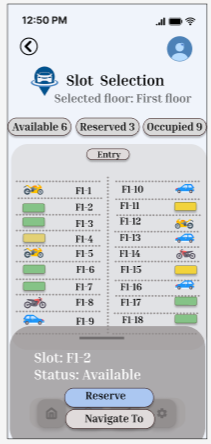 12:50 PM
Slot Selection
Selected floor: First floor
Available 6 Reserved 3 Occupied 9
Entry
F1-1 F1-10
F1-2 F1-11
F1-3 F1-12
F1-4 F1-13
F1-5 F1-14
F1-6 F1-15
F1-7 F1-16
F1-8 F1-17
F1-9 F1-18
Slot: F1-2
Status: Available
Reserve
Navigate To